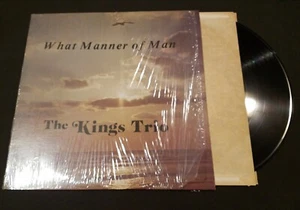 What Manner of Man
The Kings Trio